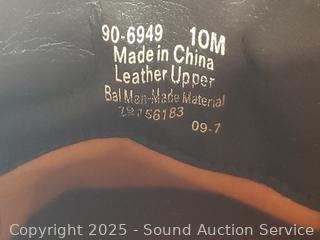 90-6949 10M
Made in China
Leather Upper
Bal Man-Made Material
56183
09-7
Copyright 2025 - Sound Auction Service